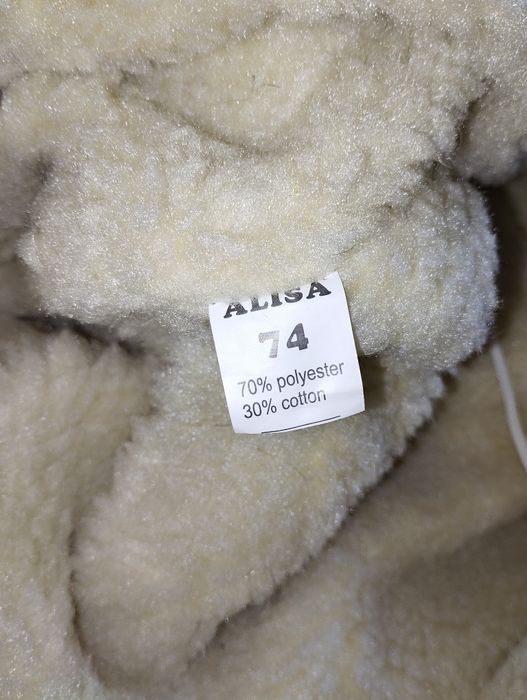 ALISA
74
70% polyester
30% cotton